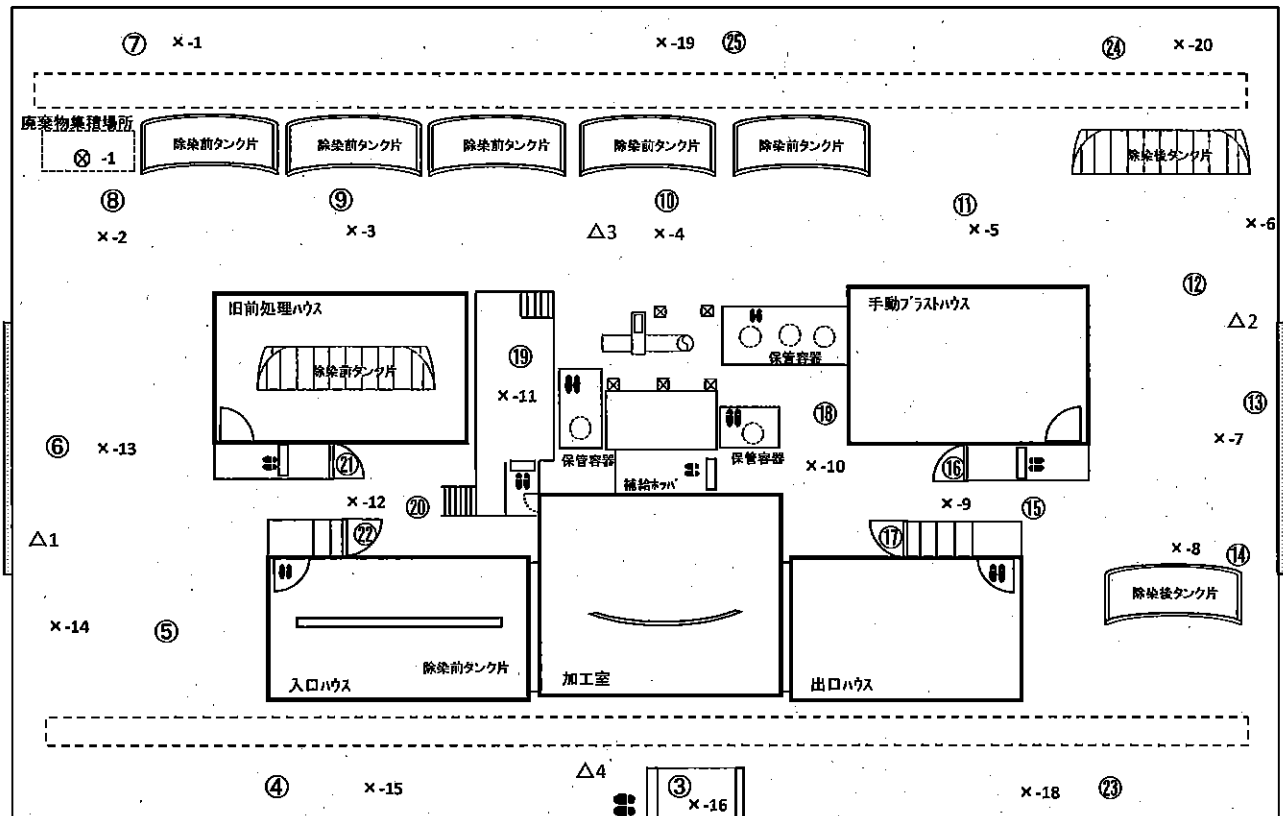 ⑦ ×-1 ×-19 ㉕ ㉔ ×-20
廃棄物集積場所
⊗ -1 除染前タンク片 除染前タンク片 除染前タンク片 除染前タンク片 除染前タンク片 除染後タンク片
⑧ ⑨ ⑩ ⑪
×-2 ×-3 △3 ×-4 ×-5 ×-6
⑫
旧前処理ハウス 手動ブラストハウス
△2
⑲ 保管容器
除染前タンク片
×-11 ⑱ ⑬
⑥ ×-13 ×-7
㉑ 保管容器 保管容器 ×-10 ⑯
補給ホッパ
×-12 ⑳ ×-9 ⑮
△1 ㉒ ⑰
×-8 ⑭
除染後タンク片
×-14 ⑤
除染前タンク片
入口ハウス 加工室 出口ハウス
④ ×-15 △4 ③ ×-16 ×-18 ㉓